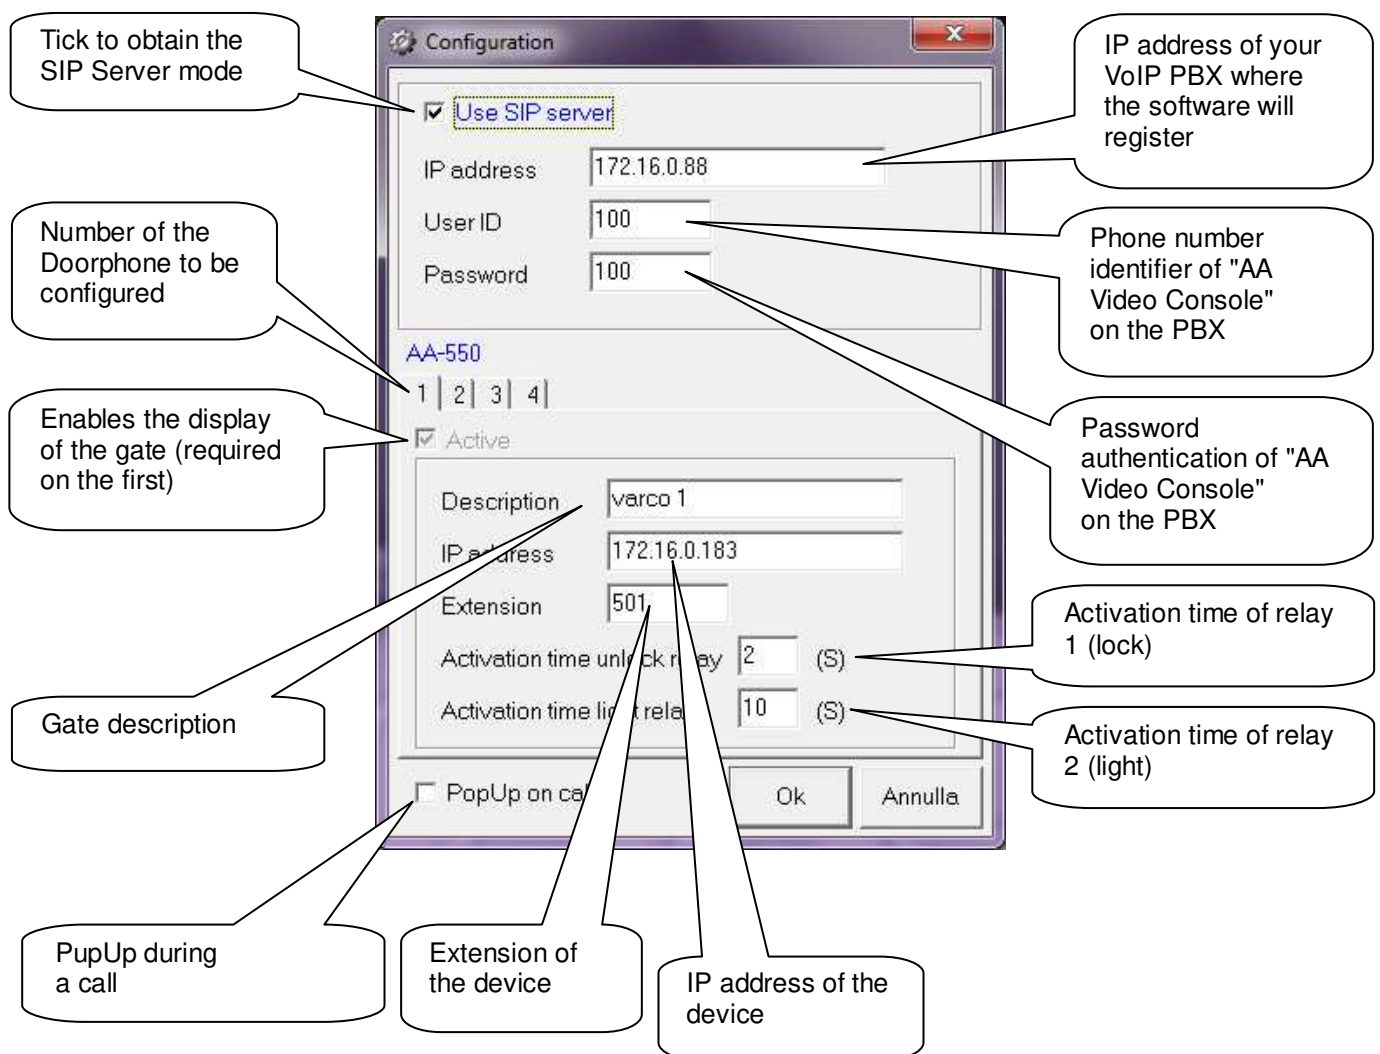 Tick to obtain the
SIP Server mode
Configuration
IP address of your
VoIP PBX where
the software will
register
Use SIP server
IP address
172.16.0.88
User ID
100
Password
100
Number of the
Doorphone to be
configured
Phone number
identifier of "AA
Video Console"
on the PBX
AA-550
1 2 3 4
Enables the display
of the gate (required
on the first)
Active
Password
authentication of "AA
Video Console"
on the PBX
Description
varco 1
IP address
172.16.0.183
Extension
501
Activation time unlock relay 2 (S)
Activation time of relay
1 (lock)
Activation time light relay 10 (S)
Gate description
Activation time of relay
2 (light)
PopUp on call
Ok
Annulla
PupUp during
a call
Extension of
the device
IP address of the
device